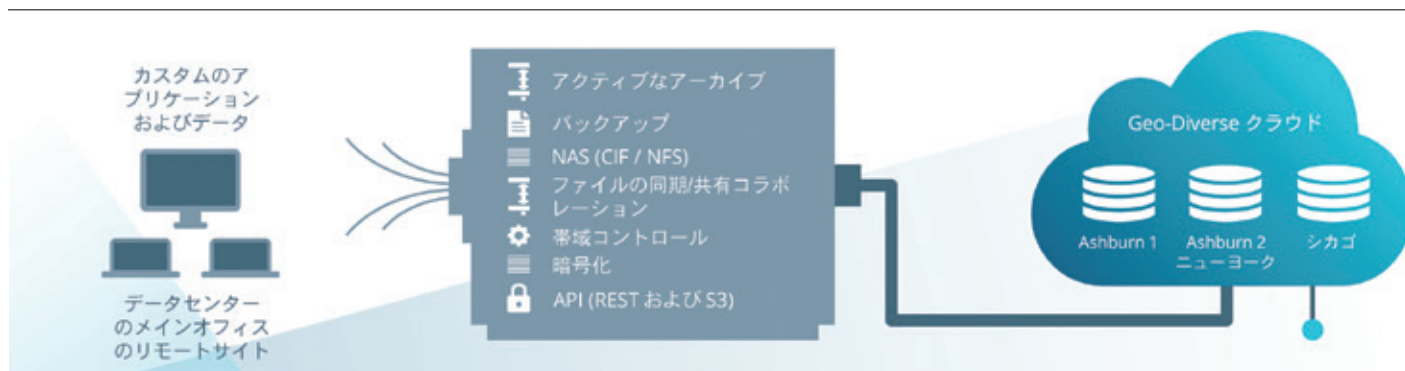 カスタムのア
プリケーション
およびデータ
データセンター
のメインオフィス
のリモートサイト
アクティブなアーカイブ
バックアップ
NAS (CIF / NFS)
ファイルの同期/共有コラボ
レーション
帯域コントロール
暗号化
API (REST および S3)
Geo-Diverse クラウド
Ashburn 1
Ashburn 2
ニューヨーク
シカゴ